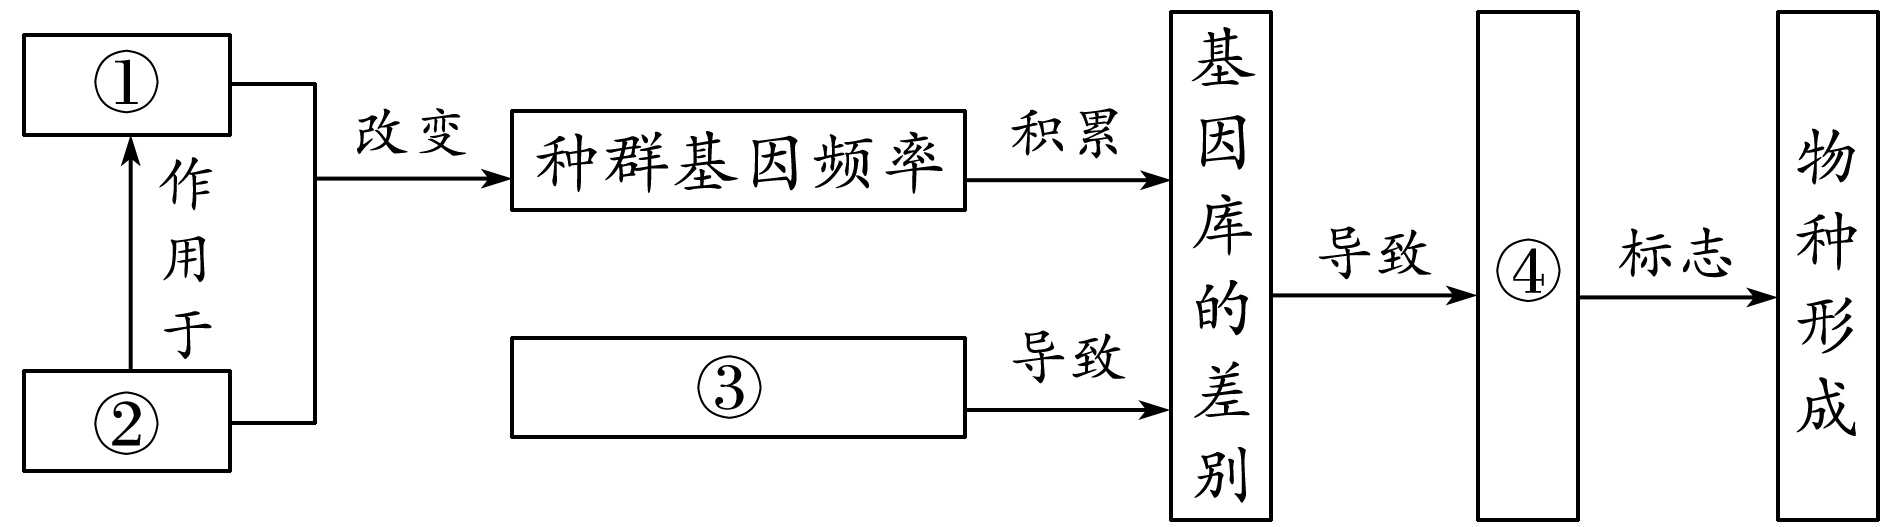 ①
作用于
②
改变
种群基因频率
积累
③
导致
基因库的差别
导致
④
标志
物种形成